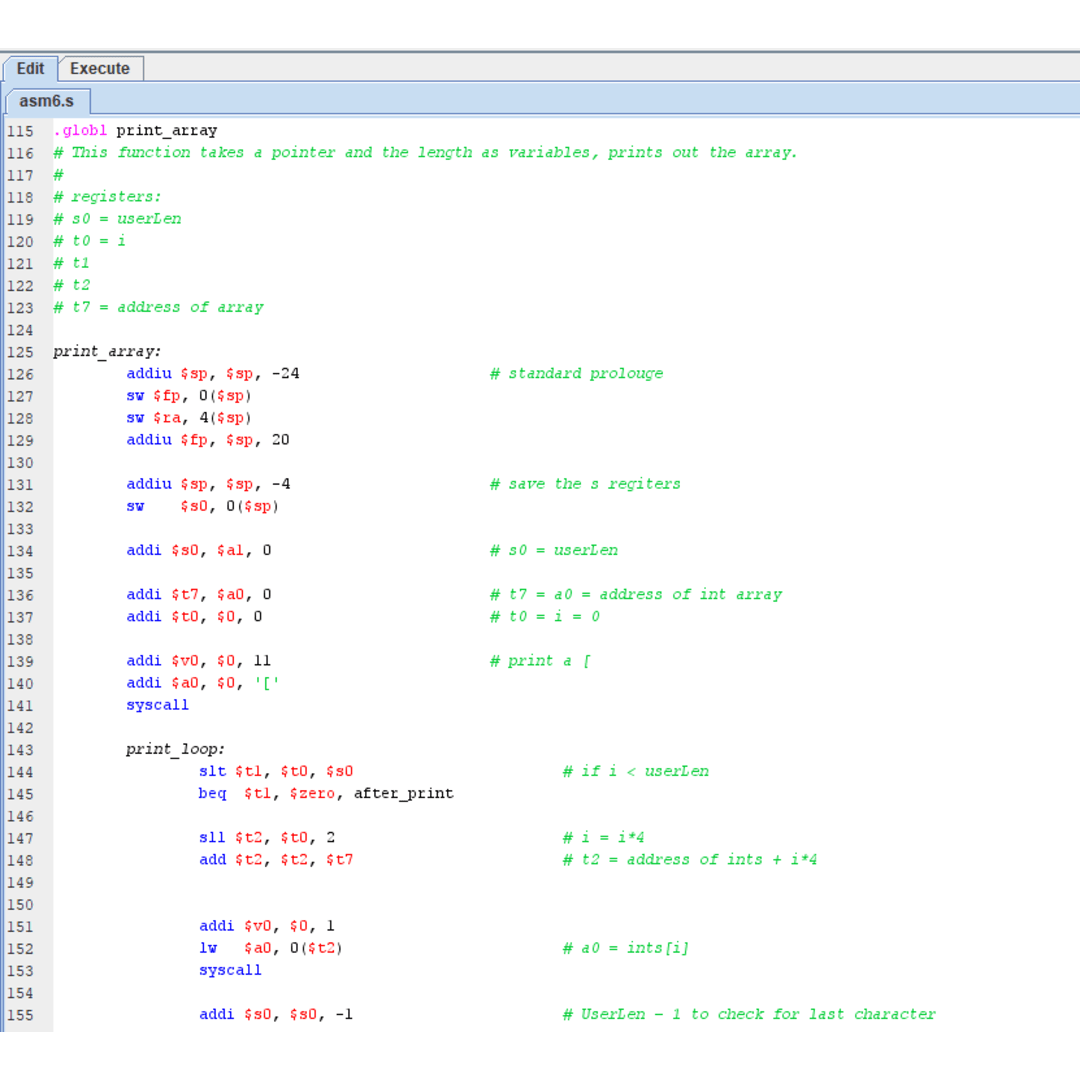 Edit Execute
asm6.s
115 .globl print_array
116 # This function takes a pointer and the length as variables, prints out the array.
117 #
118 # registers:
119 # s0 = userLen
120 # t0 = i
121 # t1
122 # t2
123 # t7 = address of array
124
125 print_array:
126 addiu $sp, $sp, -24 # standard prolouge
127 sw $fp, 0($sp)
128 sw $ra, 4($sp)
129 addiu $fp, $sp, 20
130
131 addiu $sp, $sp, -4 # save the s regiters
132 sw $s0, 0($sp)
133
134 addi $s0, $a1, 0 # s0 = userLen
135
136 addi $t7, $a0, 0 # t7 = a0 = address of int array
137 addi $t0, $0, 0 # t0 = i = 0
138
139 addi $v0, $0, 11 # print a [
140 addi $a0, $0, '['
141 syscall
142
143 print_loop:
144 slt $t1, $t0, $s0 # if i < userLen
145 beq $t1, $zero, after_print
146
147 sll $t2, $t0, 2 # i = i*4
148 add $t2, $t2, $t7 # t2 = address of ints + i*4
149
150
151 addi $v0, $0, 1
152 lw $a0, 0($t2) # a0 = ints[i]
153 syscall
154
155 addi $s0, $s0, -1 # UserLen - 1 to check for last character